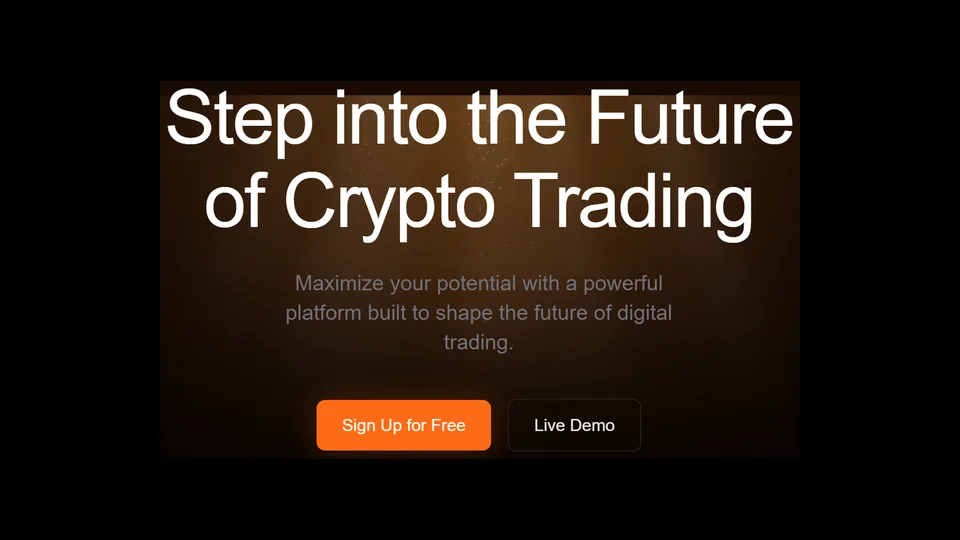 Step into the Future
of Crypto Trading
Maximize your potential with a powerful
platform built to shape the future of digital
trading.
Sign Up for Free
Live Demo